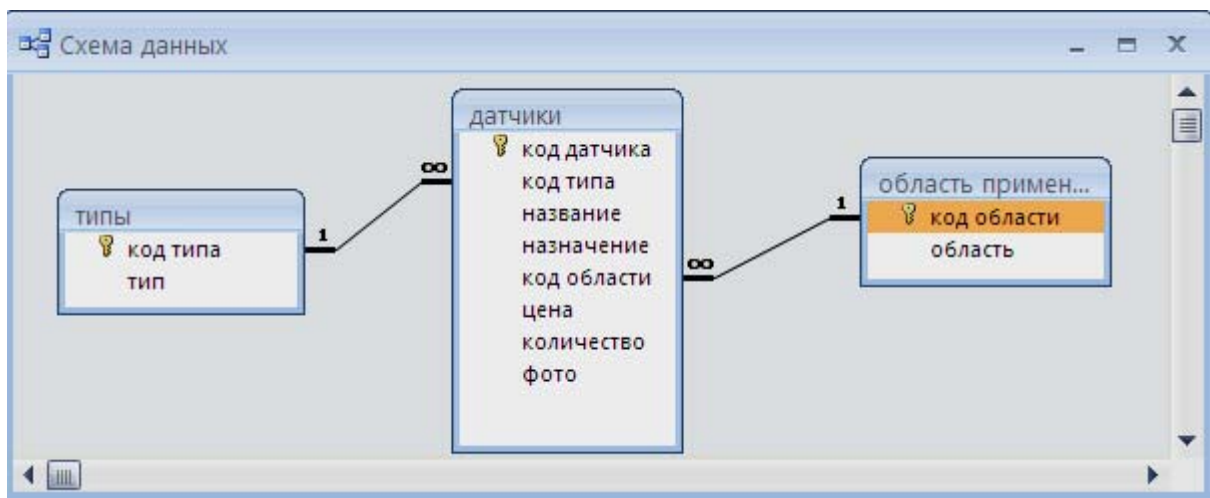 Схема данных
типы
код типа
тип
1
∞
датчики
код датчика
код типа
название
назначение
код области
цена
количество
фото
∞
1
область примен...
код области
область